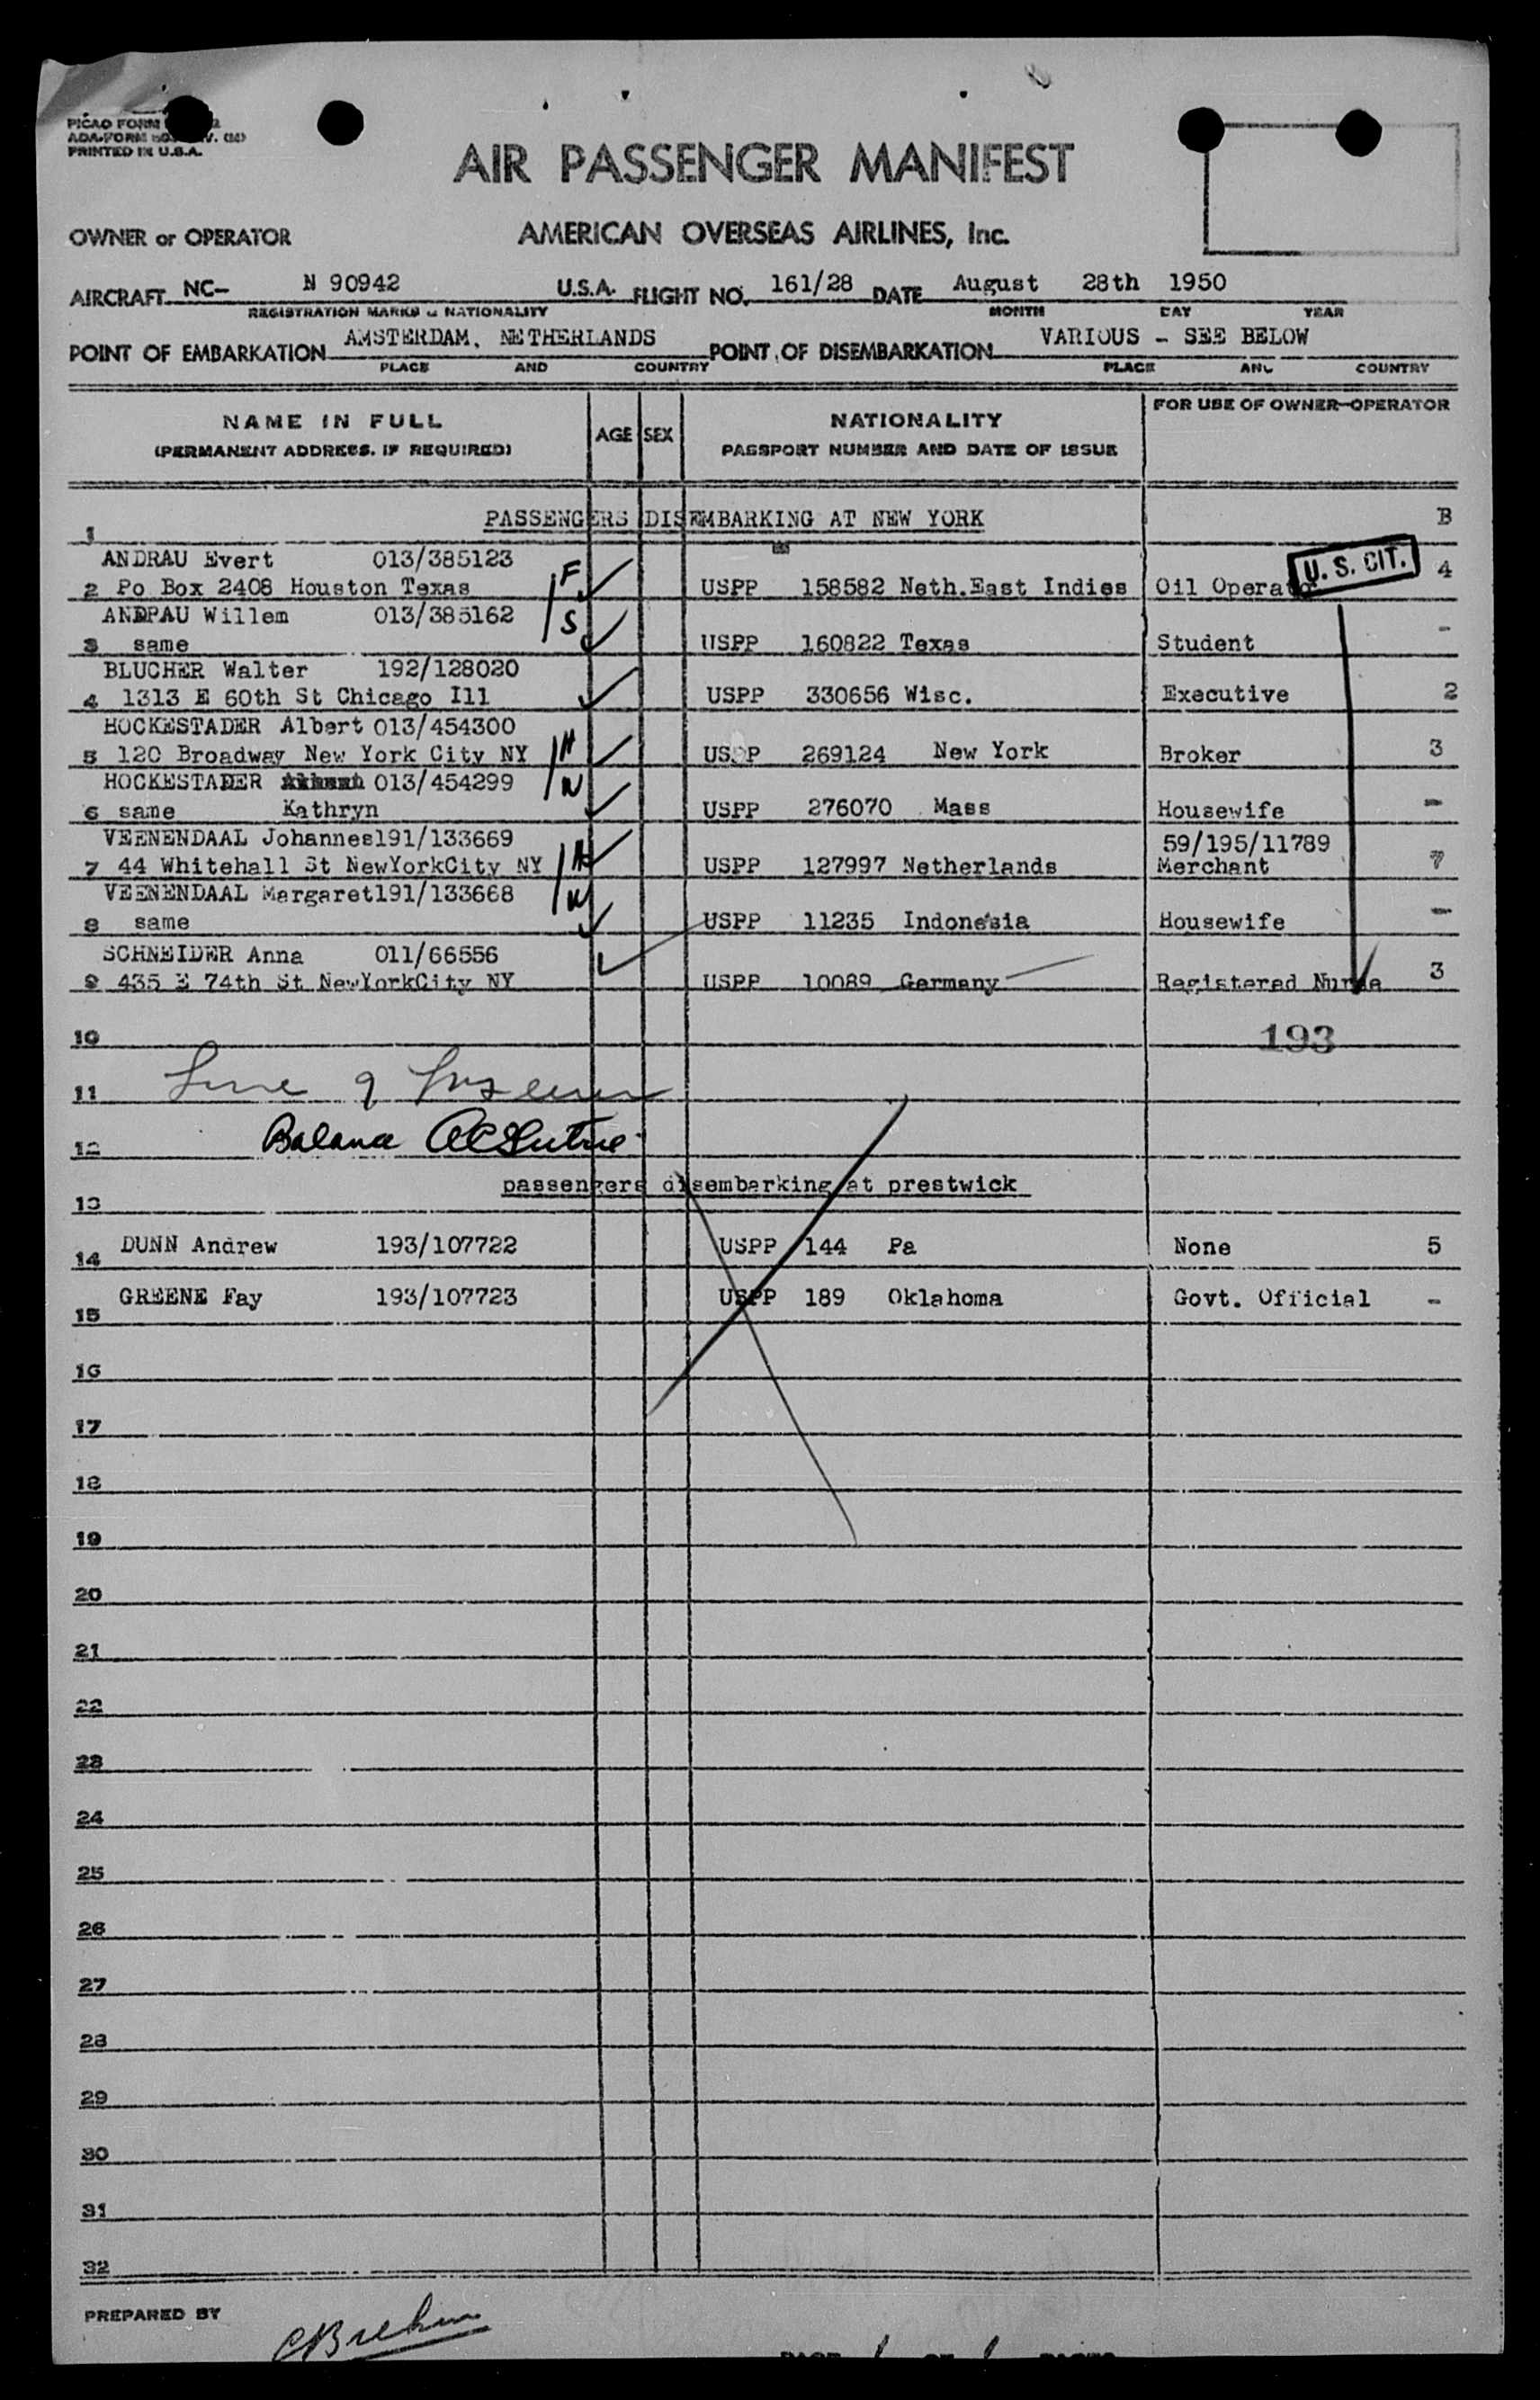 PICAO FORM
ADA-FORM
PRINTED IN U.S.A.
AIR PASSENGER MANIFEST
OWNER or OPERATOR AMERICAN OVERSEAS AIRLINES, Inc.
AIRCRAFT NC- N 90942 U.S.A. FLIGHT NO. 161/28 DATE August 28th 1950
REGISTRATION MARKS & NATIONALITY MONTH DAY YEAR
POINT OF EMBARKATION AMSTERDAM, NETHERLANDS POINT OF DISEMBARKATION VARIOUS - SEE BELOW
PLACE AND COUNTRY PLACE AND COUNTRY
NAME IN FULL AGE SEX NATIONALITY FOR USE OF OWNER-OPERATOR
(PERMANENT ADDRESS, IF REQUIRED) PASSPORT NUMBER AND DATE OF ISSUE
1 PASSENGERS DISEMBARKING AT NEW YORK B
ANDRAU Evert 013/385123 F U. S. CIT. 4
2 Po Box 2408 Houston Texas USPP 158582 Neth.East Indies Oil Operator
ANDRAU Willem 013/385162 S -
3 same USPP 160822 Texas Student
BLUCHER Walter 192/128020
4 1313 E 60th St Chicago Ill USPP 330656 Wisc. Executive 2
HOCKESTADER Albert 013/454300
5 120 Broadway New York City NY H USPP 269124 New York Broker 3
HOCKESTADER 013/454299 W
6 same Kathryn USPP 276070 Mass Housewife -
VEENENDAAL Johannes191/133669 59/195/11789
7 44 Whitehall St NewYorkCity NY H USPP 127997 Netherlands Merchant 7
VEENENDAAL Margaret191/133668 W
8 same USPP 11235 Indonesia Housewife -
SCHNEIDER Anna 011/66556
9 435 E 74th St NewYorkCity NY USPP 10089 Germany Registered Nurse 3
10 193
11
12 Balance
13 passengers disembarking at prestwick
14 DUNN Andrew 193/107722 USPP 144 Pa None 5
15 GREENE Fay 193/107723 USPP 189 Oklahoma Govt. Official -
16
17
18
19
20
21
22
23
24
25
26
27
28
29
30
31
32
PREPARED BY
PAGE 1 OF 1 PAGES